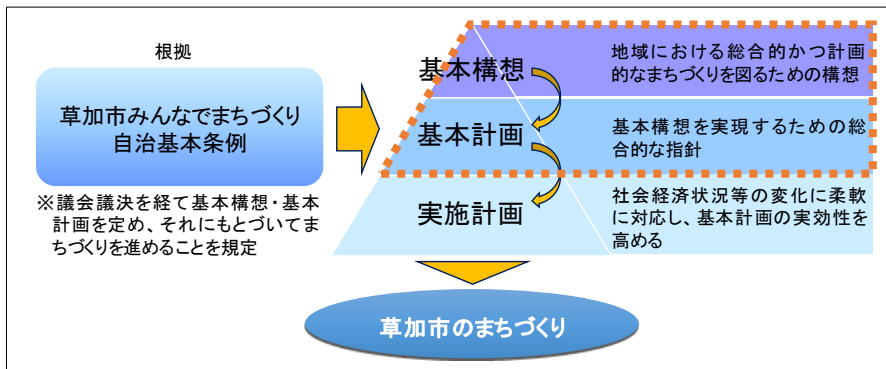 根拠
草加市みんなでまちづくり
自治基本条例
※議会議決を経て基本構想・基本
計画を定め、それにもとづいてま
ちづくりを進めることを規定
基本構想
地域における総合的かつ計画
的なまちづくりを図るための構想
基本計画
基本構想を実現するための総
合的な指針
実施計画
社会経済状況等の変化に柔軟
に対応し、基本計画の実効性を
高める
草加市のまちづくり